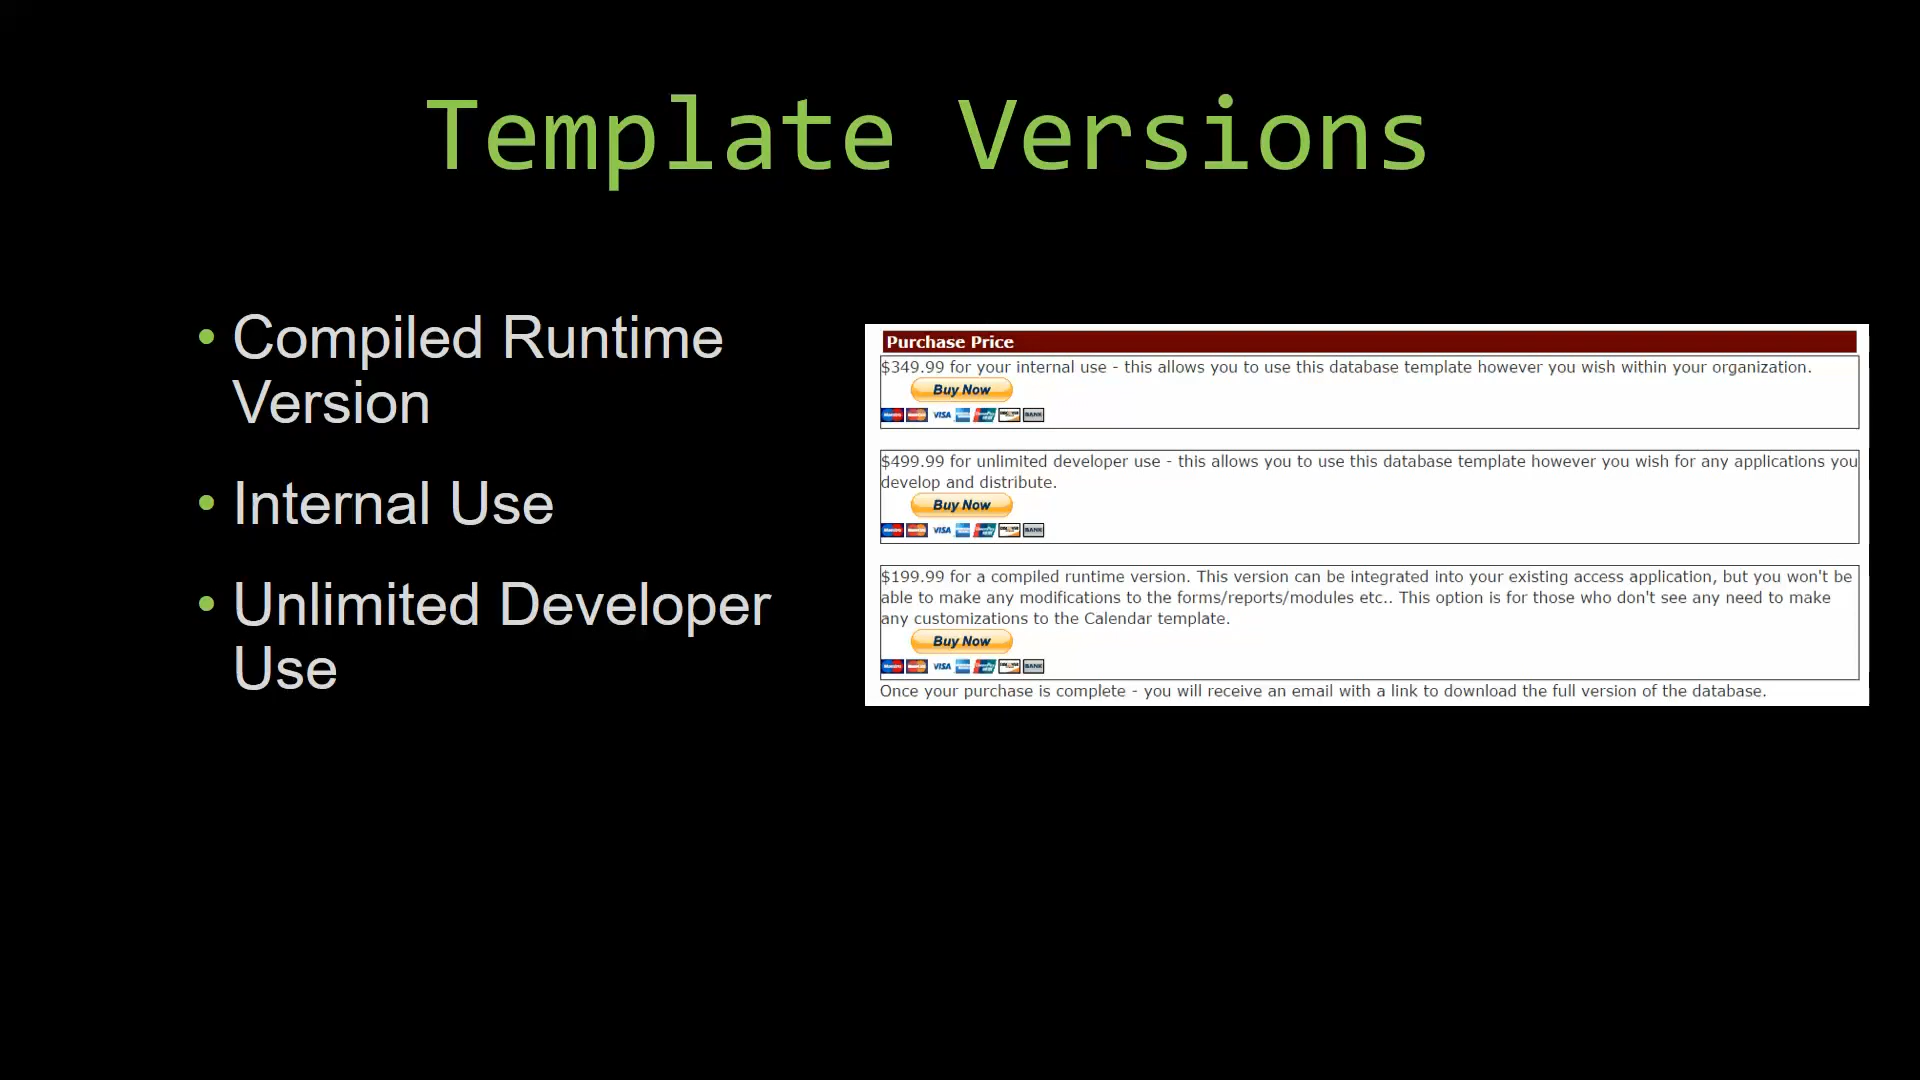 Template Versions
• Compiled Runtime
Version
• Internal Use
• Unlimited Developer
Use
Purchase Price
$349.99 for your internal use - this allows you to use this database template however you wish within your organization.
Buy Now
VISA BANK
$499.99 for unlimited developer use - this allows you to use this database template however you wish for any applications you
develop and distribute.
Buy Now
VISA BANK
$199.99 for a compiled runtime version. This version can be integrated into your existing access application, but you won't be
able to make any modifications to the forms/reports/modules etc.. This option is for those who don't see any need to make
any customizations to the Calendar template.
Buy Now
VISA BANK
Once your purchase is complete - you will receive an email with a link to download the full version of the database.